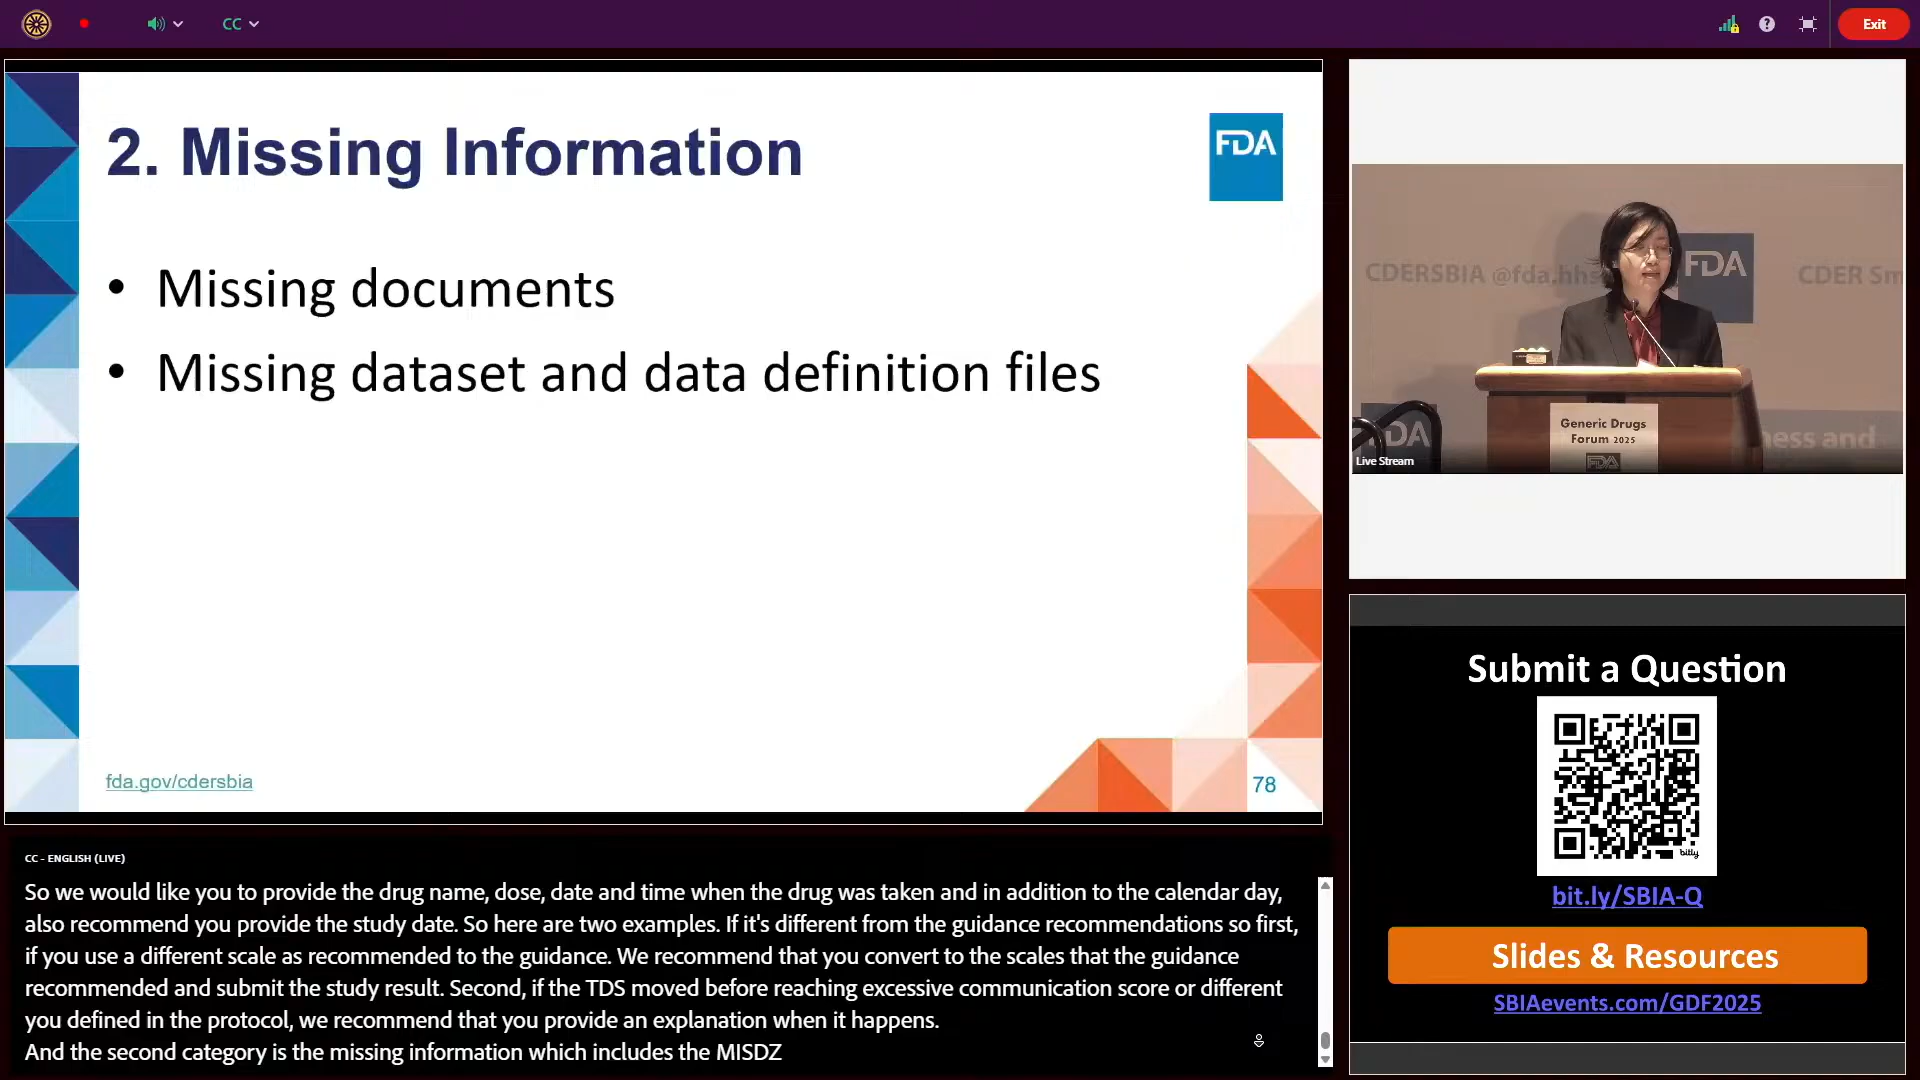 CC
Exit
2. Missing Information
FDA
• Missing documents
• Missing dataset and data definition files
fda.gov/cdersbia
78
CDERSBIA @fda.hhs
FDA
CDER Sm
Generic Drugs
Forum 2025
FDA
DA
ness and
Live Stream
Submit a Question
bitly
bit.ly/SBIA-Q
Slides & Resources
SBIAevents.com/GDF2025
CC - ENGLISH (LIVE)
So we would like you to provide the drug name, dose, date and time when the drug was taken and in addition to the calendar day,
also recommend you provide the study date. So here are two examples. If it's different from the guidance recommendations so first,
if you use a different scale as recommended to the guidance. We recommend that you convert to the scales that the guidance
recommended and submit the study result. Second, if the TDS moved before reaching excessive communication score or different
you defined in the protocol, we recommend that you provide an explanation when it happens.
And the second category is the missing information which includes the MISDZ